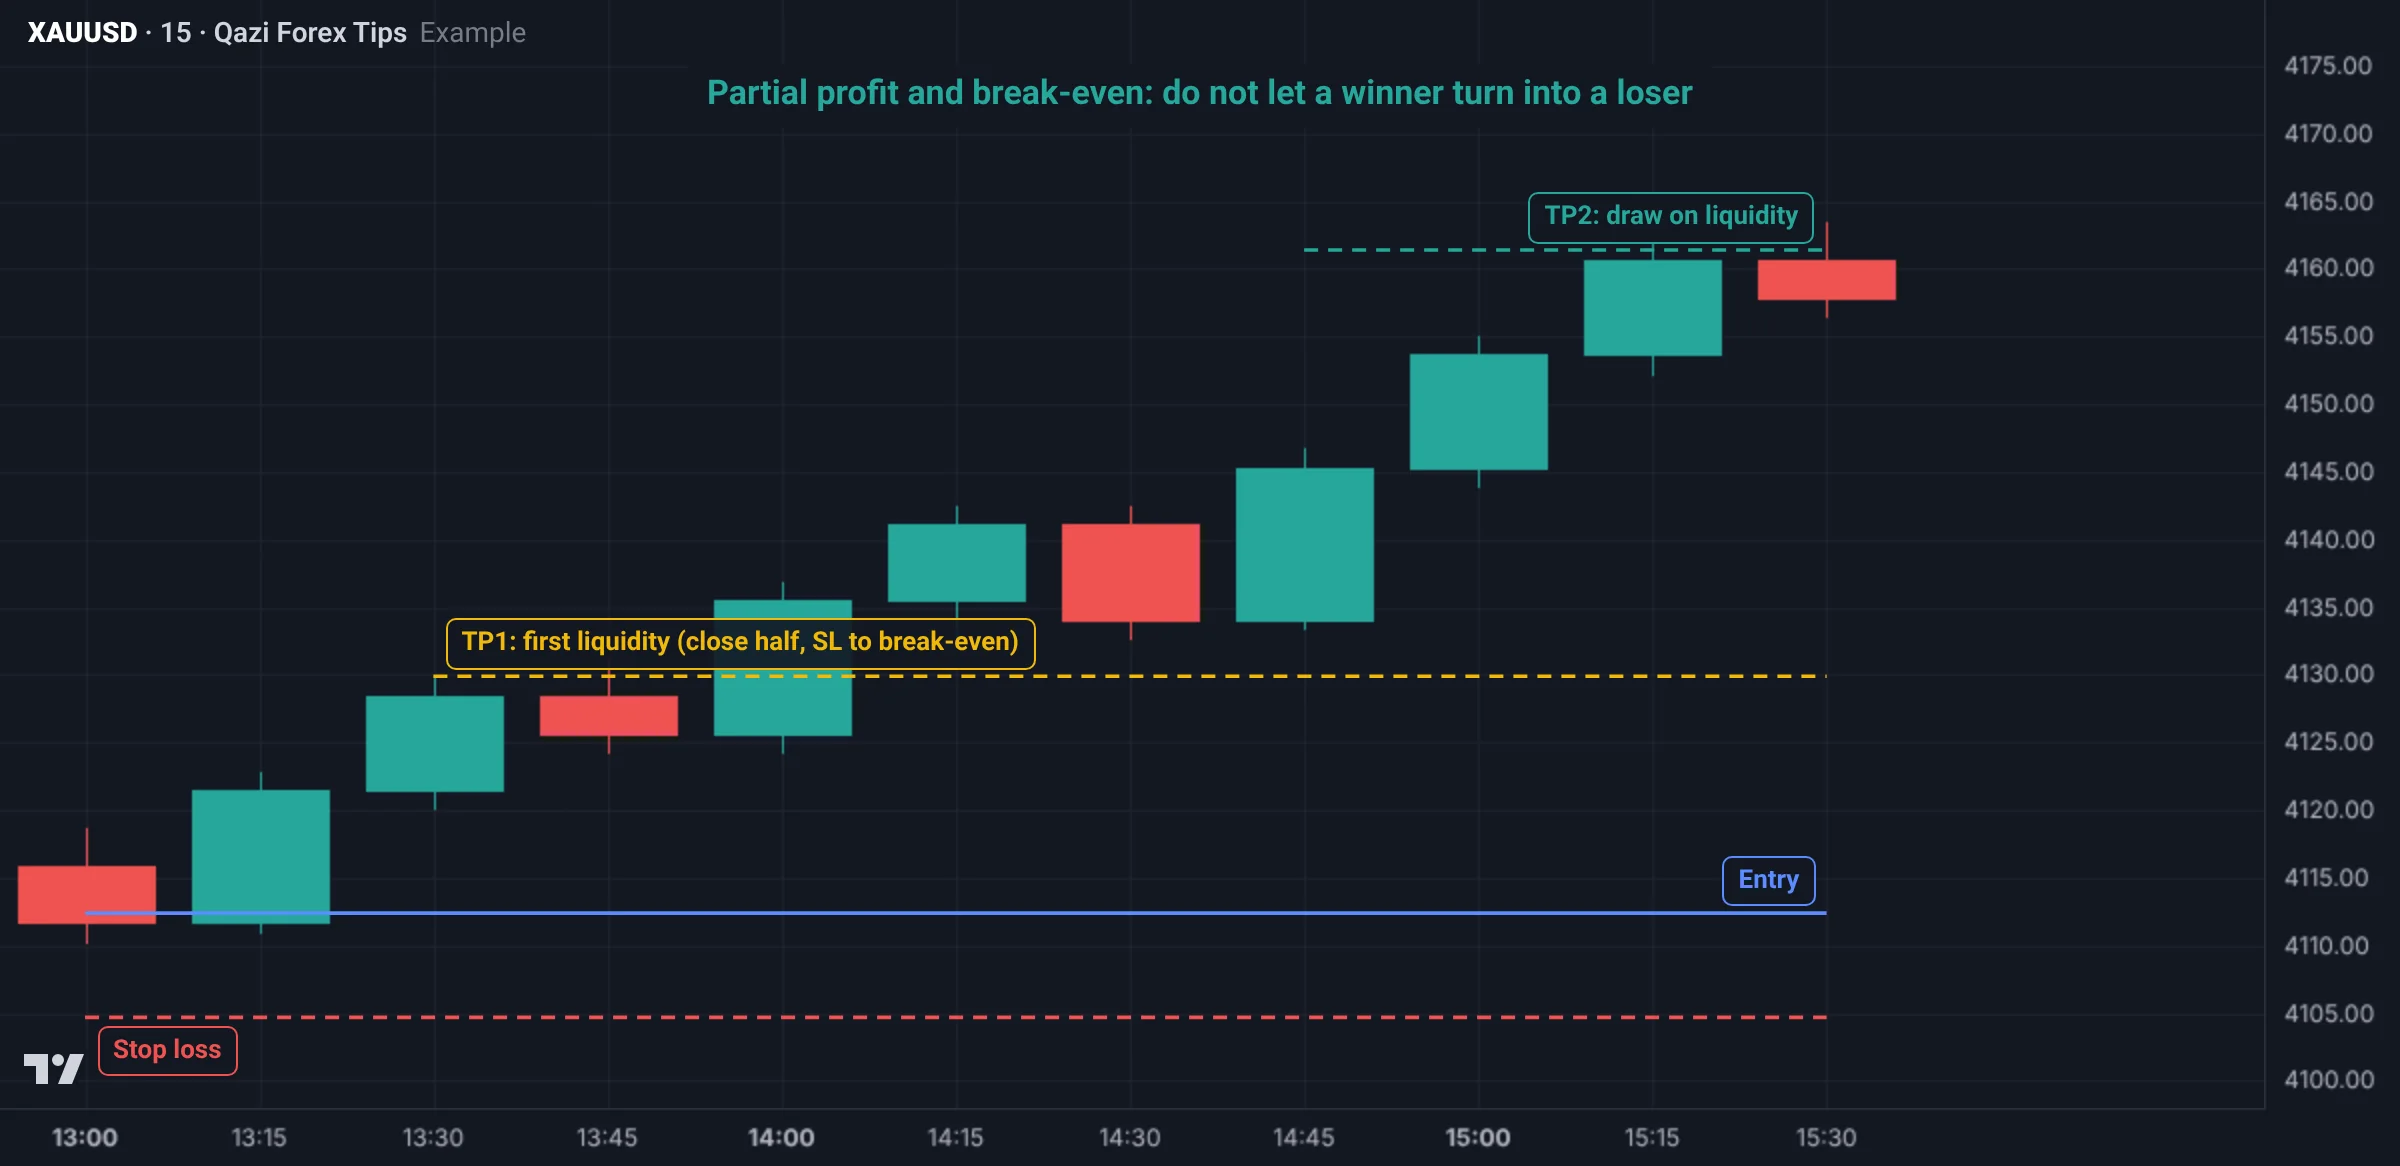 XAUUSD · 15 · Qazi Forex Tips Example
Partial profit and break-even: do not let a winner turn into a loser
4175.00
4170.00
TP2: draw on liquidity
4165.00
4160.00
4155.00
4150.00
4145.00
4140.00
4135.00
TP1: first liquidity (close half, SL to break-even)
4130.00
4125.00
4120.00
Entry
4115.00
4110.00
4105.00
Stop loss
4100.00
13:00 13:15 13:30 13:45 14:00 14:15 14:30 14:45 15:00 15:15 15:30